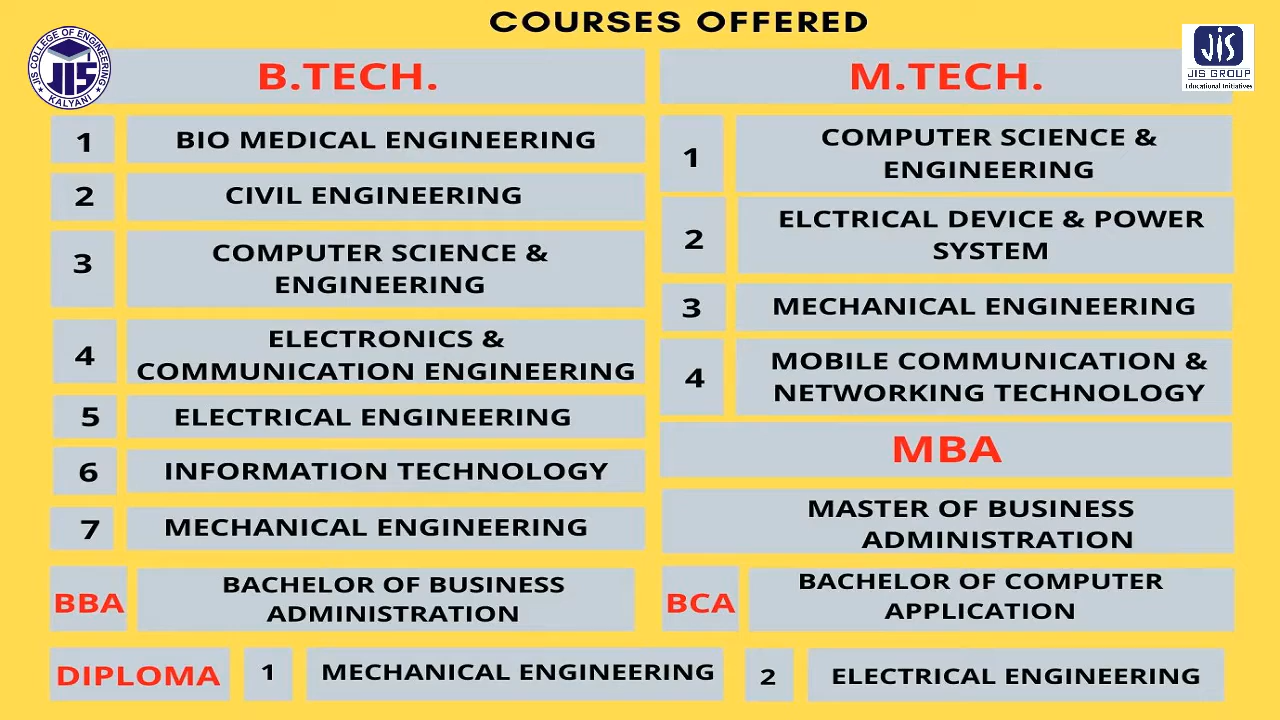 COURSES OFFERED
JIS COLLEGE OF ENGINEERING
JIS
KALYANI
JIS
JIS GROUP
Educational Initiatives
B.TECH.
1 BIO MEDICAL ENGINEERING
2 CIVIL ENGINEERING
3 COMPUTER SCIENCE &
ENGINEERING
4 ELECTRONICS &
COMMUNICATION ENGINEERING
5 ELECTRICAL ENGINEERING
6 INFORMATION TECHNOLOGY
7 MECHANICAL ENGINEERING
M.TECH.
1 COMPUTER SCIENCE &
ENGINEERING
2 ELCTRICAL DEVICE & POWER
SYSTEM
3 MECHANICAL ENGINEERING
4 MOBILE COMMUNICATION &
NETWORKING TECHNOLOGY
MBA
MASTER OF BUSINESS
ADMINISTRATION
BBA BACHELOR OF BUSINESS
ADMINISTRATION
BCA BACHELOR OF COMPUTER
APPLICATION
DIPLOMA 1 MECHANICAL ENGINEERING 2 ELECTRICAL ENGINEERING